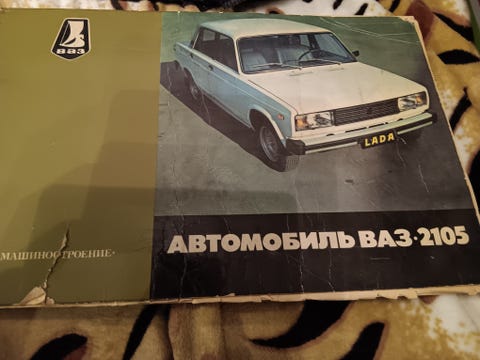 ВАЗ
LADA
АВТОМОБИЛЬ ВАЗ·2105
МАШИНОСТРОЕНИЕ·